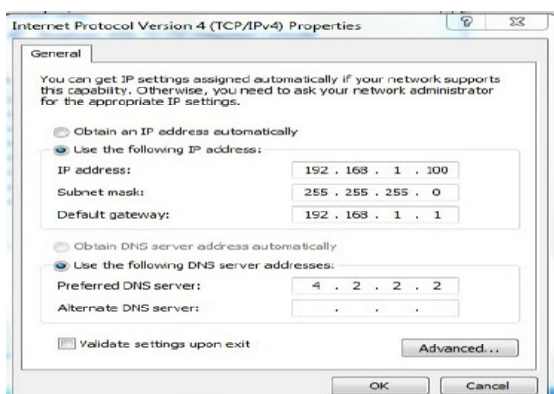 Internet Protocol Version 4 (TCP/IPv4) Properties
General
You can get IP settings assigned automatically if your network supports
this capability. Otherwise, you need to ask your network administrator
for the appropriate IP settings.
Obtain an IP address automatically
Use the following IP address:
IP address: 192 . 168 . 1 . 100
Subnet mask: 255 . 255 . 255 . 0
Default gateway: 192 . 168 . 1 . 1
Obtain DNS server address automatically
Use the following DNS server addresses:
Preferred DNS server: 4 . 2 . 2 . 2
Alternate DNS server: . . .
Validate settings upon exit
Advanced...
OK Cancel